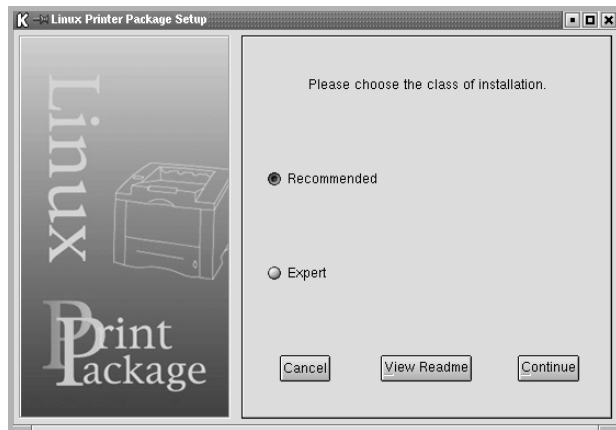 Linux Printer Package Setup
Linux
Print
Package
Please choose the class of installation.
Recommended
Expert
Cancel
View Readme
Continue